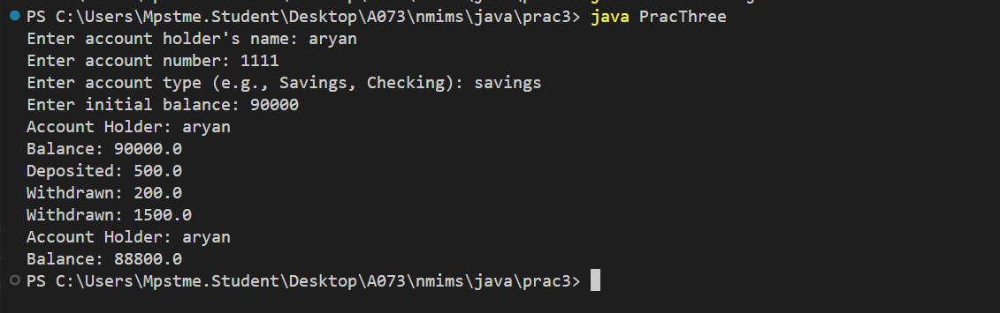 PS C:\Users\Mpstme.Student\Desktop\A073\nmims\java\prac3> java PracThree
Enter account holder's name: aryan
Enter account number: 1111
Enter account type (e.g., Savings, Checking): savings
Enter initial balance: 90000
Account Holder: aryan
Balance: 90000.0
Deposited: 500.0
Withdrawn: 200.0
Withdrawn: 1500.0
Account Holder: aryan
Balance: 88800.0
PS C:\Users\Mpstme.Student\Desktop\A073\nmims\java\prac3>